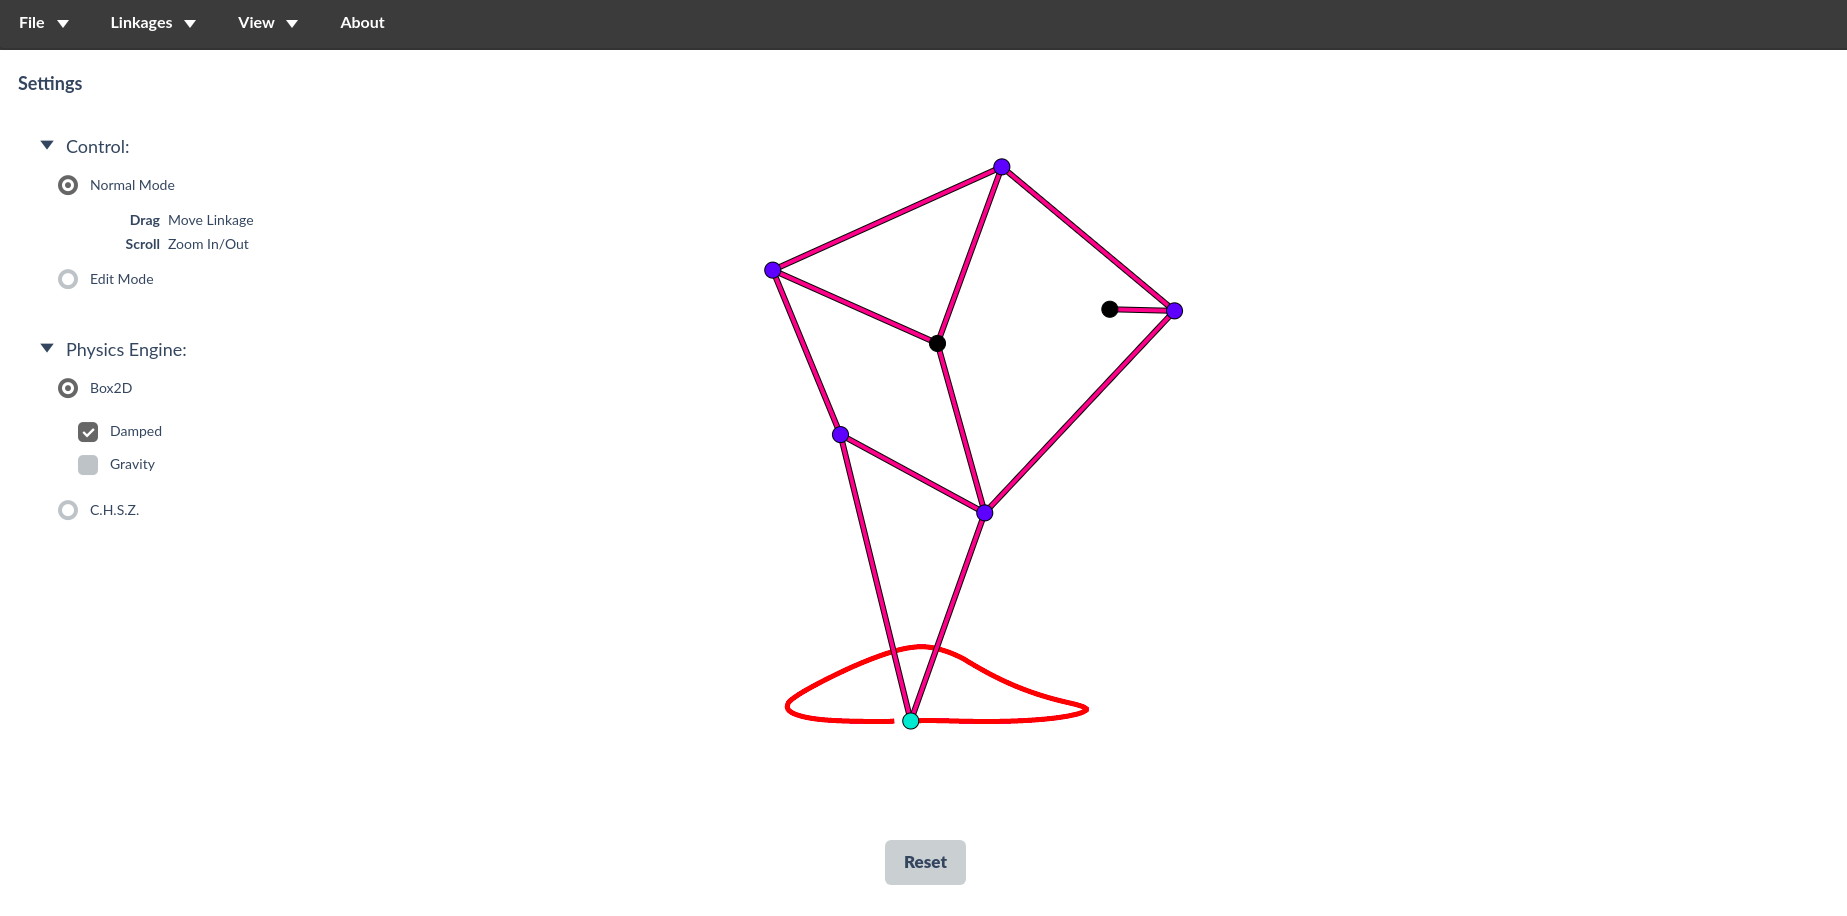 File Linkages View About
Settings
Control:
Normal Mode
Drag Move Linkage
Scroll Zoom In/Out
Edit Mode
Physics Engine:
Box2D
Damped
Gravity
C.H.S.Z.
Reset